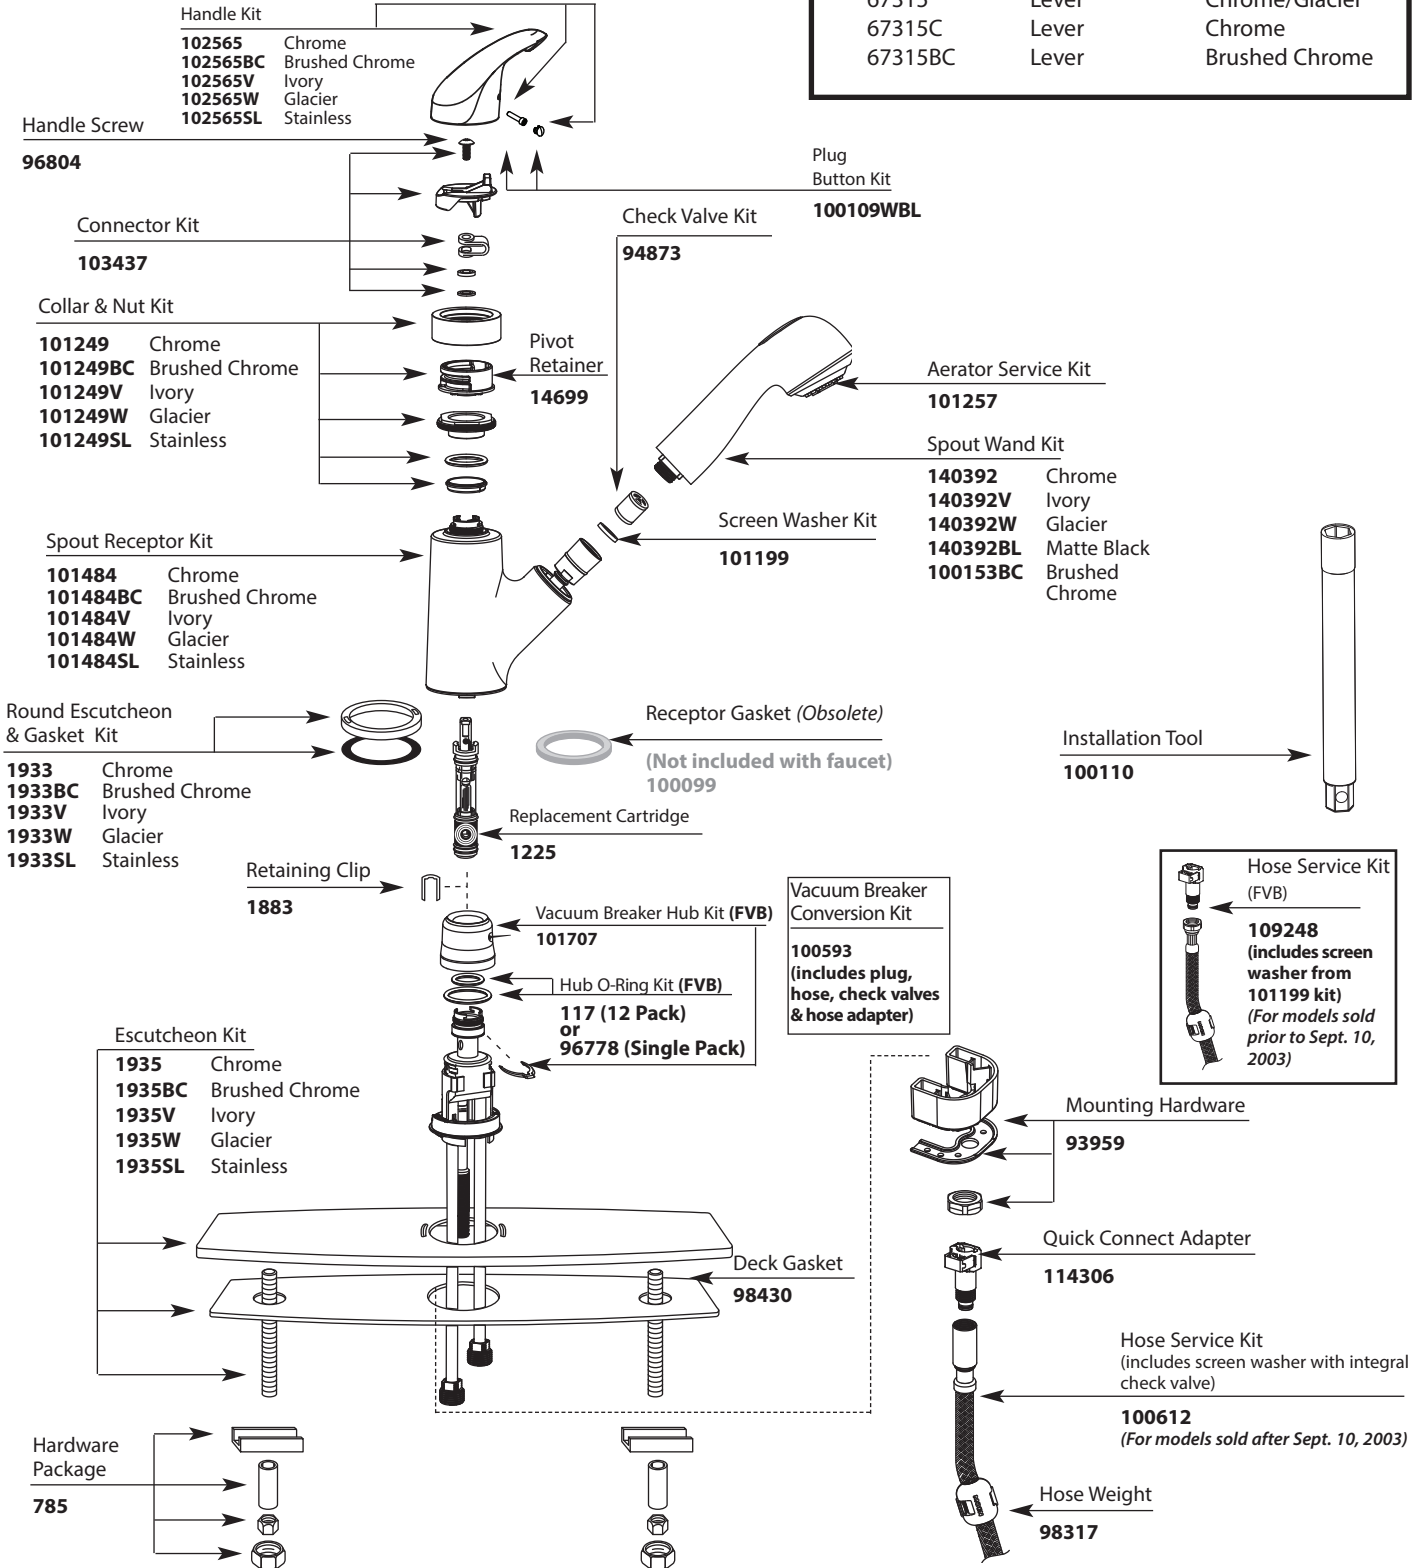 Handle Kit
102565 Chrome
102565BC Brushed Chrome
102565V Ivory
102565W Glacier
102565SL Stainless
67315 Lever Chrome/Glacier
67315C Lever Chrome
67315BC Lever Brushed Chrome
Handle Screw
96804
Plug
Button Kit
100109WBL
Connector Kit
103437
Check Valve Kit
94873
Collar & Nut Kit
101249 Chrome
101249BC Brushed Chrome
101249V Ivory
101249W Glacier
101249SL Stainless
Pivot
Retainer
14699
Aerator Service Kit
101257
Spout Wand Kit
140392 Chrome
140392V Ivory
140392W Glacier
140392BL Matte Black
100153BC Brushed
Chrome
Screen Washer Kit
101199
Spout Receptor Kit
101484 Chrome
101484BC Brushed Chrome
101484V Ivory
101484W Glacier
101484SL Stainless
Round Escutcheon
& Gasket Kit
1933 Chrome
1933BC Brushed Chrome
1933V Ivory
1933W Glacier
1933SL Stainless
Receptor Gasket (Obsolete)
(Not included with faucet)
100099
Installation Tool
100110
Replacement Cartridge
1225
Retaining Clip
1883
Vacuum Breaker Hub Kit (FVB)
101707
Hub O-Ring Kit (FVB)
117 (12 Pack)
or
96778 (Single Pack)
Vacuum Breaker
Conversion Kit
100593
(includes plug,
hose, check valves
& hose adapter)
Hose Service Kit
(FVB)
109248
(includes screen
washer from
101199 kit)
(For models sold
prior to Sept. 10,
2003)
Escutcheon Kit
1935 Chrome
1935BC Brushed Chrome
1935V Ivory
1935W Glacier
1935SL Stainless
Mounting Hardware
93959
Quick Connect Adapter
114306
Deck Gasket
98430
Hose Service Kit
(includes screen washer with integral
check valve)
100612
(For models sold after Sept. 10, 2003)
Hardware
Package
785
Hose Weight
98317